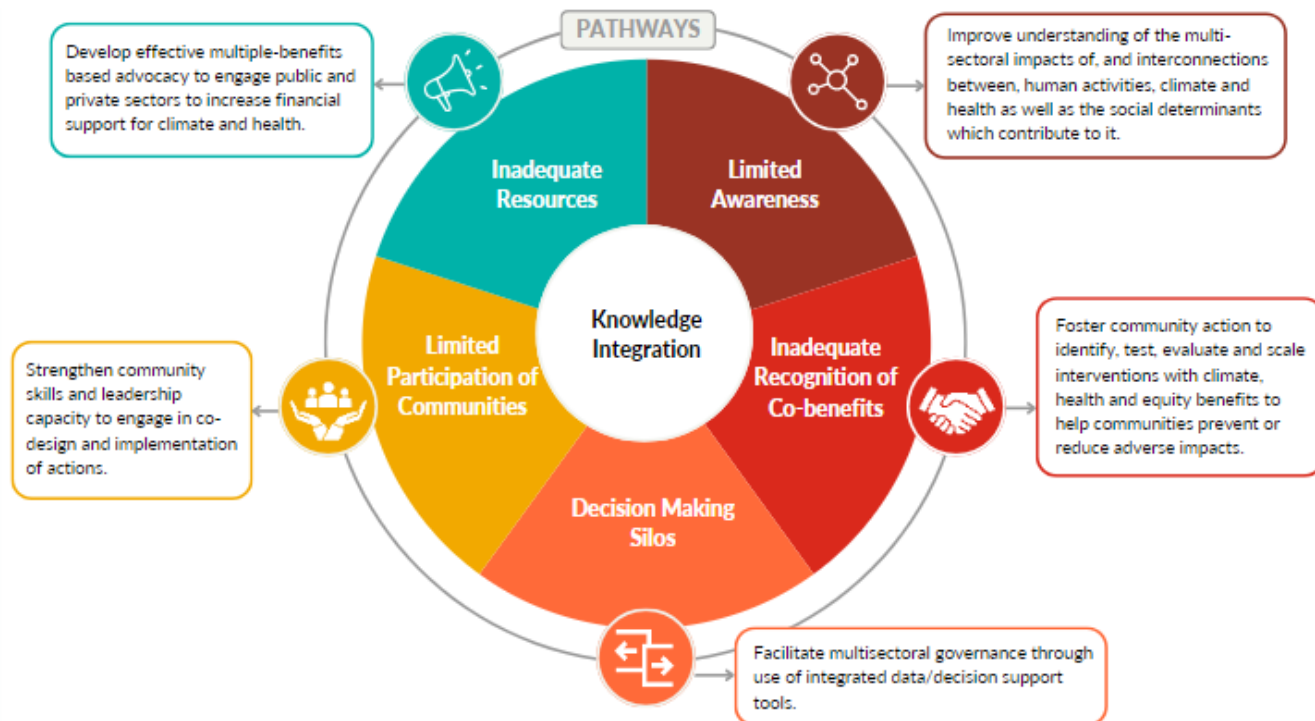 PATHWAYS
Develop effective multiple-benefits
based advocacy to engage public and
private sectors to increase financial
support for climate and health.
Improve understanding of the multi-
sectoral impacts of, and interconnections
between, human activities, climate and
health as well as the social determinants
which contribute to it.
Inadequate
Resources
Limited
Awareness
Knowledge
Integration
Limited
Participation of
Communities
Inadequate
Recognition of
Co-benefits
Strengthen community
skills and leadership
capacity to engage in co-
design and implementation
of actions.
Foster community action to
identify, test, evaluate and scale
interventions with climate,
health and equity benefits to
help communities prevent or
reduce adverse impacts.
Decision Making
Silos
Facilitate multisectoral governance through
use of integrated data/decision support
tools.